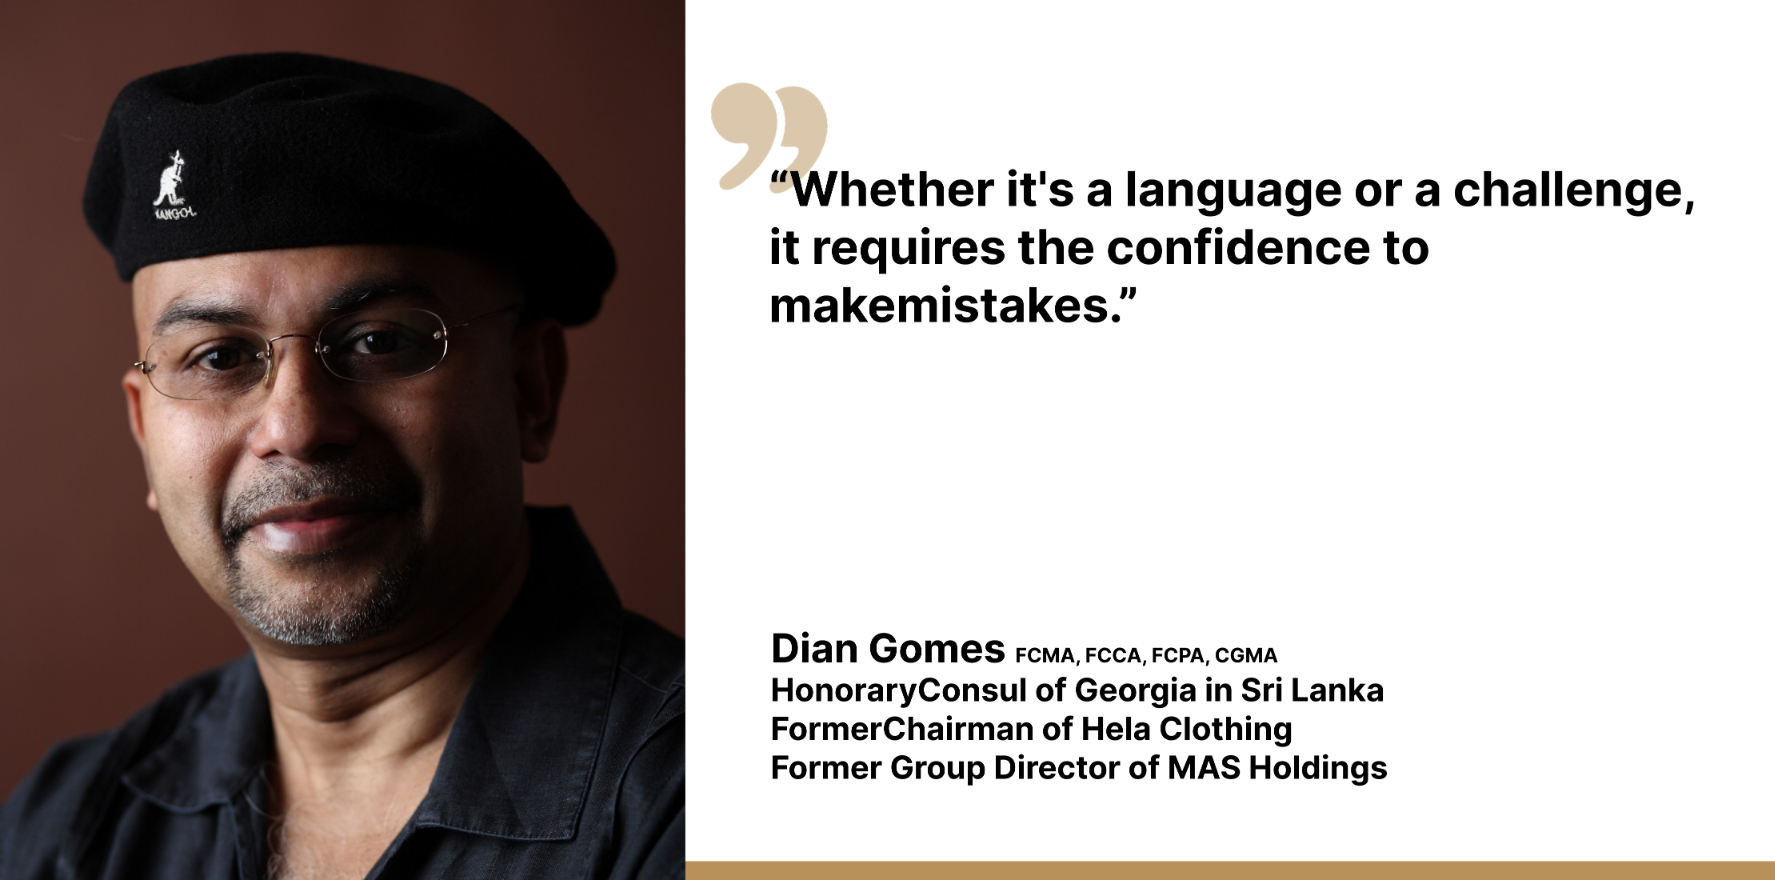 KANGOL
“Whether it's a language or a challenge,
it requires the confidence to
makemistakes.”
Dian Gomes FCMA, FCCA, FCPA, CGMA
HonoraryConsul of Georgia in Sri Lanka
FormerChairman of Hela Clothing
Former Group Director of MAS Holdings